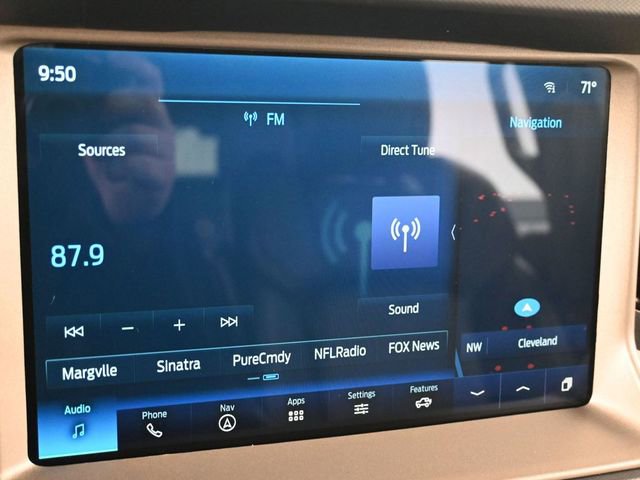 9:50
71°
FM
Navigation
Sources
Direct Tune
87.9
Sound
Margvlle
Sinatra
PureCmdy
NFLRadio
FOX News
NW
Cleveland
Audio
Phone
Nav
Apps
Settings
Features